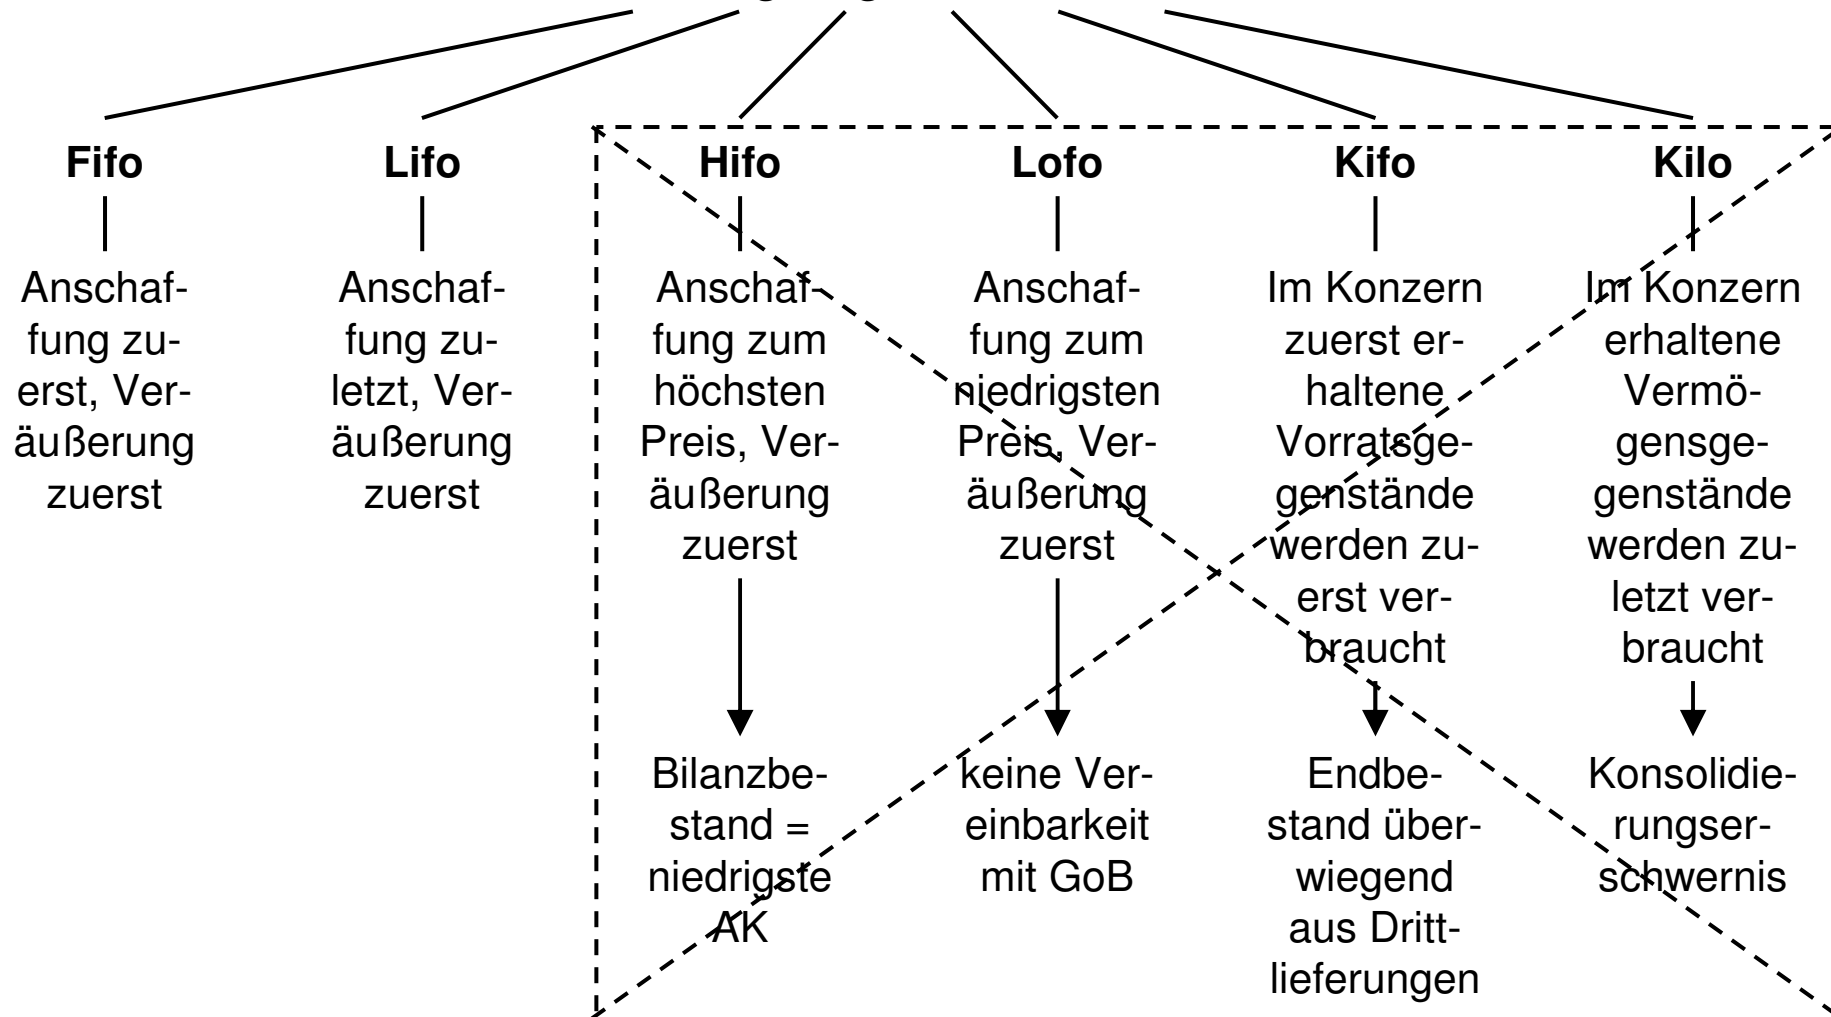 Fifo
Anschaf-
fung zu-
erst, Ver-
äußerung
zuerst
Lifo
Anschaf-
fung zu-
letzt, Ver-
äußerung
zuerst
Hifo
Anschaf-
fung zum
höchsten
Preis, Ver-
äußerung
zuerst
Bilanzbe-
stand =
niedrigste
AK
Lofo
Anschaf-
fung zum
niedrigsten
Preis, Ver-
äußerung
zuerst
keine Ver-
einbarkeit
mit GoB
Kifo
Im Konzern
zuerst er-
haltene
Vorratsge-
genstände
werden zu-
erst ver-
braucht
Endbe-
stand über-
wiegend
aus Dritt-
lieferungen
Kilo
Im Konzern
erhaltene
Vermö-
gensge-
genstände
werden zu-
letzt ver-
braucht
Konsolidie-
rungser-
schwernis